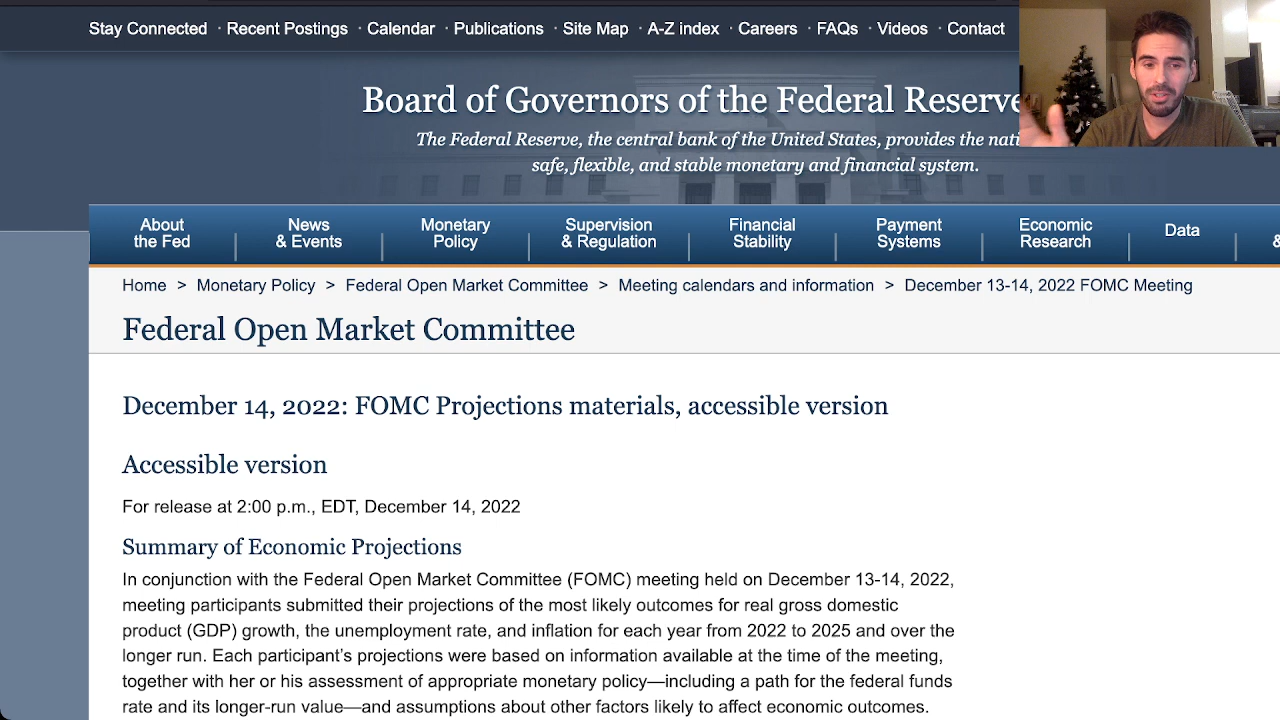 Stay Connected · Recent Postings · Calendar · Publications · Site Map · A-Z index · Careers · FAQs · Videos · Contact
Board of Governors of the Federal Reserve
The Federal Reserve, the central bank of the United States, provides the
safe, flexible, and stable monetary and financial system.
About the Fed
News & Events
Monetary Policy
Supervision & Regulation
Financial Stability
Payment Systems
Economic Research
Data
&
Home > Monetary Policy > Federal Open Market Committee > Meeting calendars and information > December 13-14, 2022 FOMC Meeting
Federal Open Market Committee
December 14, 2022: FOMC Projections materials, accessible version
Accessible version
For release at 2:00 p.m., EDT, December 14, 2022
Summary of Economic Projections
In conjunction with the Federal Open Market Committee (FOMC) meeting held on December 13-14, 2022,
meeting participants submitted their projections of the most likely outcomes for real gross domestic
product (GDP) growth, the unemployment rate, and inflation for each year from 2022 to 2025 and over the
longer run. Each participant's projections were based on information available at the time of the meeting,
together with her or his assessment of appropriate monetary policy—including a path for the federal funds
rate and its longer-run value—and assumptions about other factors likely to affect economic outcomes.